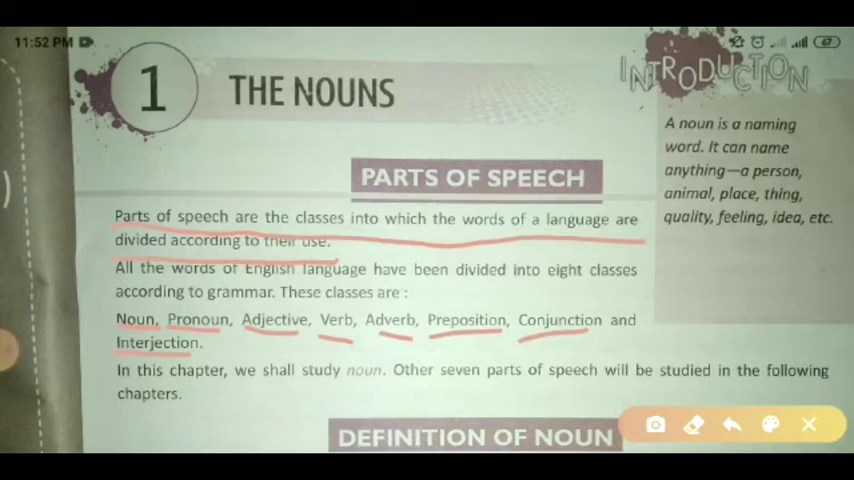 11:52 PM
67
1
THE NOUNS
INTRODUCTION
A noun is a naming
word. It can name
anything—a person,
animal, place, thing,
quality, feeling, idea, etc.
PARTS OF SPEECH
Parts of speech are the classes into which the words of a language are
divided according to their use.
All the words of English language have been divided into eight classes
according to grammar. These classes are :
Noun, Pronoun, Adjective, Verb, Adverb, Preposition, Conjunction and
Interjection.
In this chapter, we shall study noun. Other seven parts of speech will be studied in the following
chapters.
DEFINITION OF NOUN